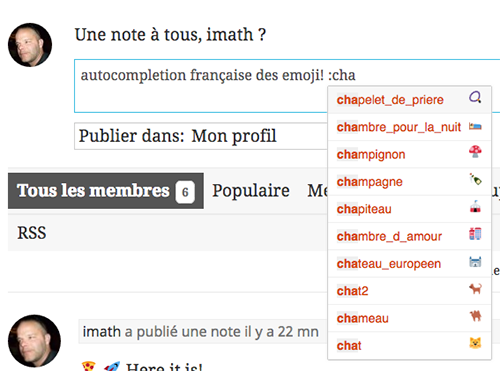 Une note à tous, imath ?
autocompletion française des emoji! :cha
chapelet_de_priere
chambre_pour_la_nuit
champignon
champagne
chapiteau
chambre_d_amour
chateau_europeen
chat2
chameau
chat
Publier dans: Mon profil
Tous les membres 6 Populaire
RSS
imath a publié une note il y a 22 mn
Here it is!